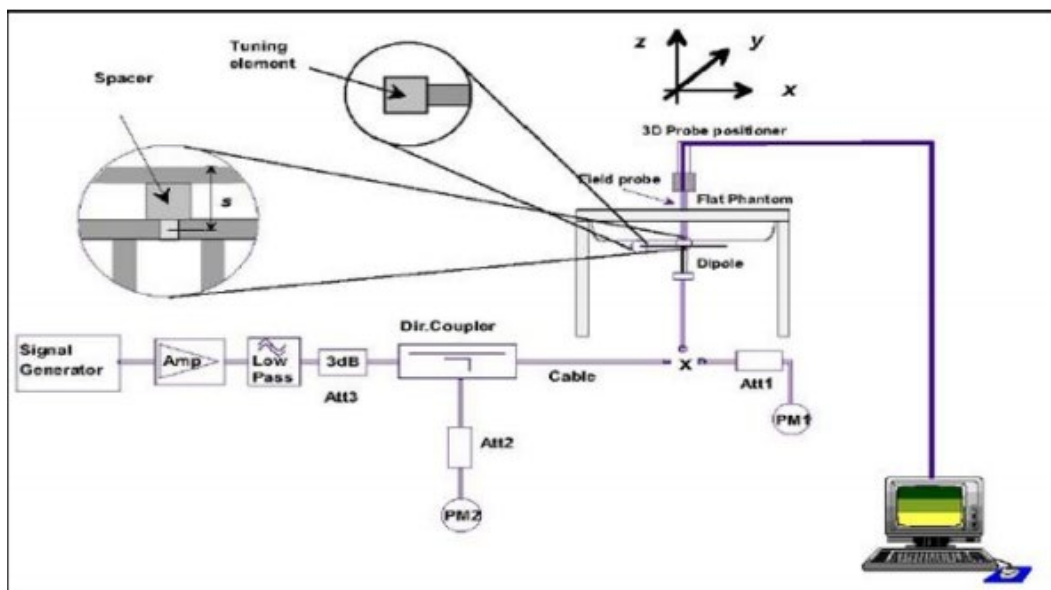 Tuning
element
Spacer
s
z
y
x
3D Probe positioner
Field probe
Flat Phantom
Dipole
Signal
Generator
Amp
Low
Pass
3dB
Att3
Dir.Coupler
Cable
x
Att1
PM1
Att2
PM2